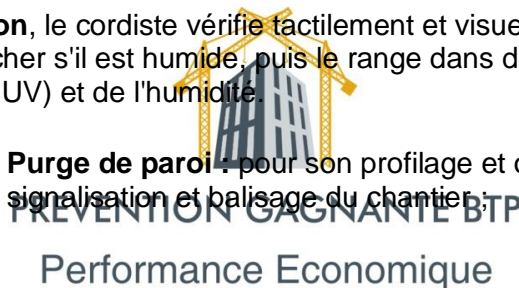 on, le cordiste vérifie tactilement et visue
cher s'il est humide, puis le range dans d
UV) et de l'humidité.
Purge de paroi : pour son profilage et
signalisation et balisage du chantier ;
PREVENTION GAGNANTE BTP
Performance Economique